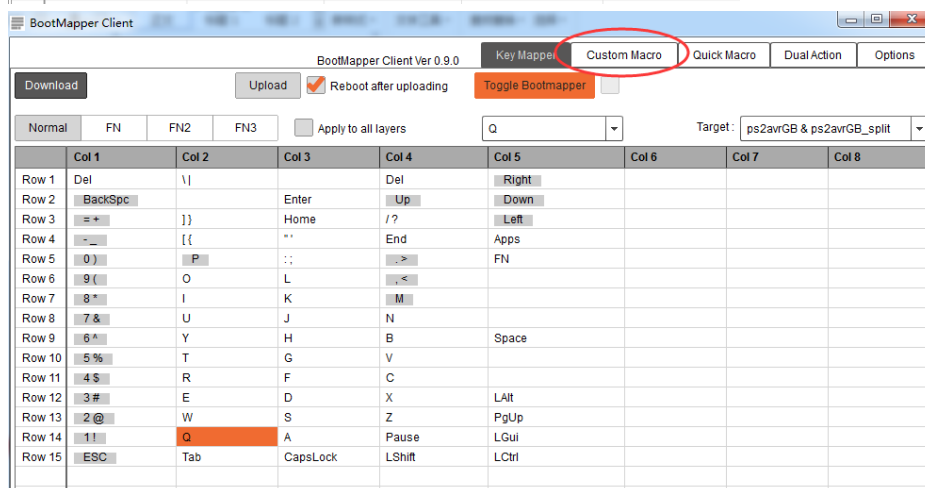 BootMapper Client
BootMapper Client Ver 0.9.0 Key Mapper Custom Macro Quick Macro Dual Action Options
Download Upload Reboot after uploading Toggle Bootmapper
Normal FN FN2 FN3 Apply to all layers Q Target : ps2avrGB & ps2avrGB_split
Col 1 Col 2 Col 3 Col 4 Col 5 Col 6 Col 7 Col 8
Row 1 Del \| Del Right
Row 2 BackSpc Enter Up Down
Row 3 = + ] } Home / ? Left
Row 4 - _ [ { " ' End Apps
Row 5 0 ) P : ; . > FN
Row 6 9 ( O L , <
Row 7 8 * I K M
Row 8 7 & U J N
Row 9 6 ^ Y H B Space
Row 10 5 % T G V
Row 11 4 $ R F C
Row 12 3 # E D X LAlt
Row 13 2 @ W S Z PgUp
Row 14 1 ! Q A Pause LGui
Row 15 ESC Tab CapsLock LShift LCtrl